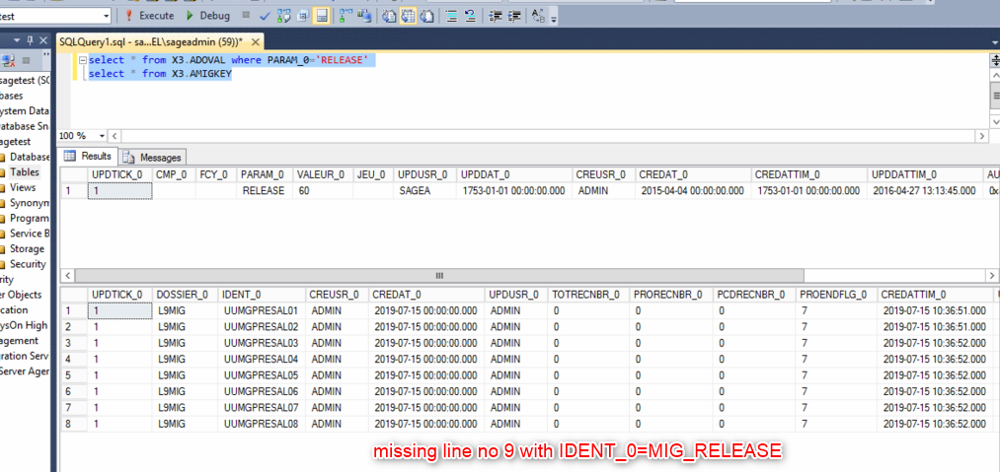 test
Execute
Debug
SQLQuery1.sql - sa...EL\sageadmin (59))*
select * from X3.ADOVAL where PARAM_0='RELEASE'
select * from X3.AMIGKEY
100 %
Results
Messages
UPDTICK_0 CMP_0 FCY_0 PARAM_0 VALEUR_0 JEU_0 UPDUSR_0 UPDDAT_0 CREUSR_0 CREDAT_0 CREDATTIM_0 UPDDATTIM_0 AU
1 1 RELEASE 60 SAGEA 1753-01-01 00:00:00.000 ADMIN 2015-04-04 00:00:00.000 1753-01-01 00:00:00.000 2016-04-27 13:13:45.000 0x
UPDTICK_0 DOSSIER_0 IDENT_0 CREUSR_0 CREDAT_0 UPDUSR_0 TOTRECNBR_0 PRORECNBR_0 PCDRECNBR_0 PROENDFLG_0 CREDATTIM_0
1 1 L9MIG UUMGPRESAL01 ADMIN 2019-07-15 00:00:00.000 ADMIN 0 0 0 7 2019-07-15 10:36:51.000
2 1 L9MIG UUMGPRESAL02 ADMIN 2019-07-15 00:00:00.000 ADMIN 0 0 0 7 2019-07-15 10:36:51.000
3 1 L9MIG UUMGPRESAL03 ADMIN 2019-07-15 00:00:00.000 ADMIN 0 0 0 7 2019-07-15 10:36:52.000
4 1 L9MIG UUMGPRESAL04 ADMIN 2019-07-15 00:00:00.000 ADMIN 0 0 0 7 2019-07-15 10:36:52.000
5 1 L9MIG UUMGPRESAL05 ADMIN 2019-07-15 00:00:00.000 ADMIN 0 0 0 7 2019-07-15 10:36:52.000
6 1 L9MIG UUMGPRESAL06 ADMIN 2019-07-15 00:00:00.000 ADMIN 0 0 0 7 2019-07-15 10:36:52.000
7 1 L9MIG UUMGPRESAL07 ADMIN 2019-07-15 00:00:00.000 ADMIN 0 0 0 7 2019-07-15 10:36:52.000
8 1 L9MIG UUMGPRESAL08 ADMIN 2019-07-15 00:00:00.000 ADMIN 0 0 0 7 2019-07-15 10:36:52.000
missing line no 9 with IDENT_0=MIG_RELEASE
sagetest (SC
bases
ystem Data
atabase Sn
agetest
Database
Tables
Views
Synonym
Program
Service B
Storage
Security
rity
er Objects
ication
ysOn High
agement
gration Serv
Server Agen